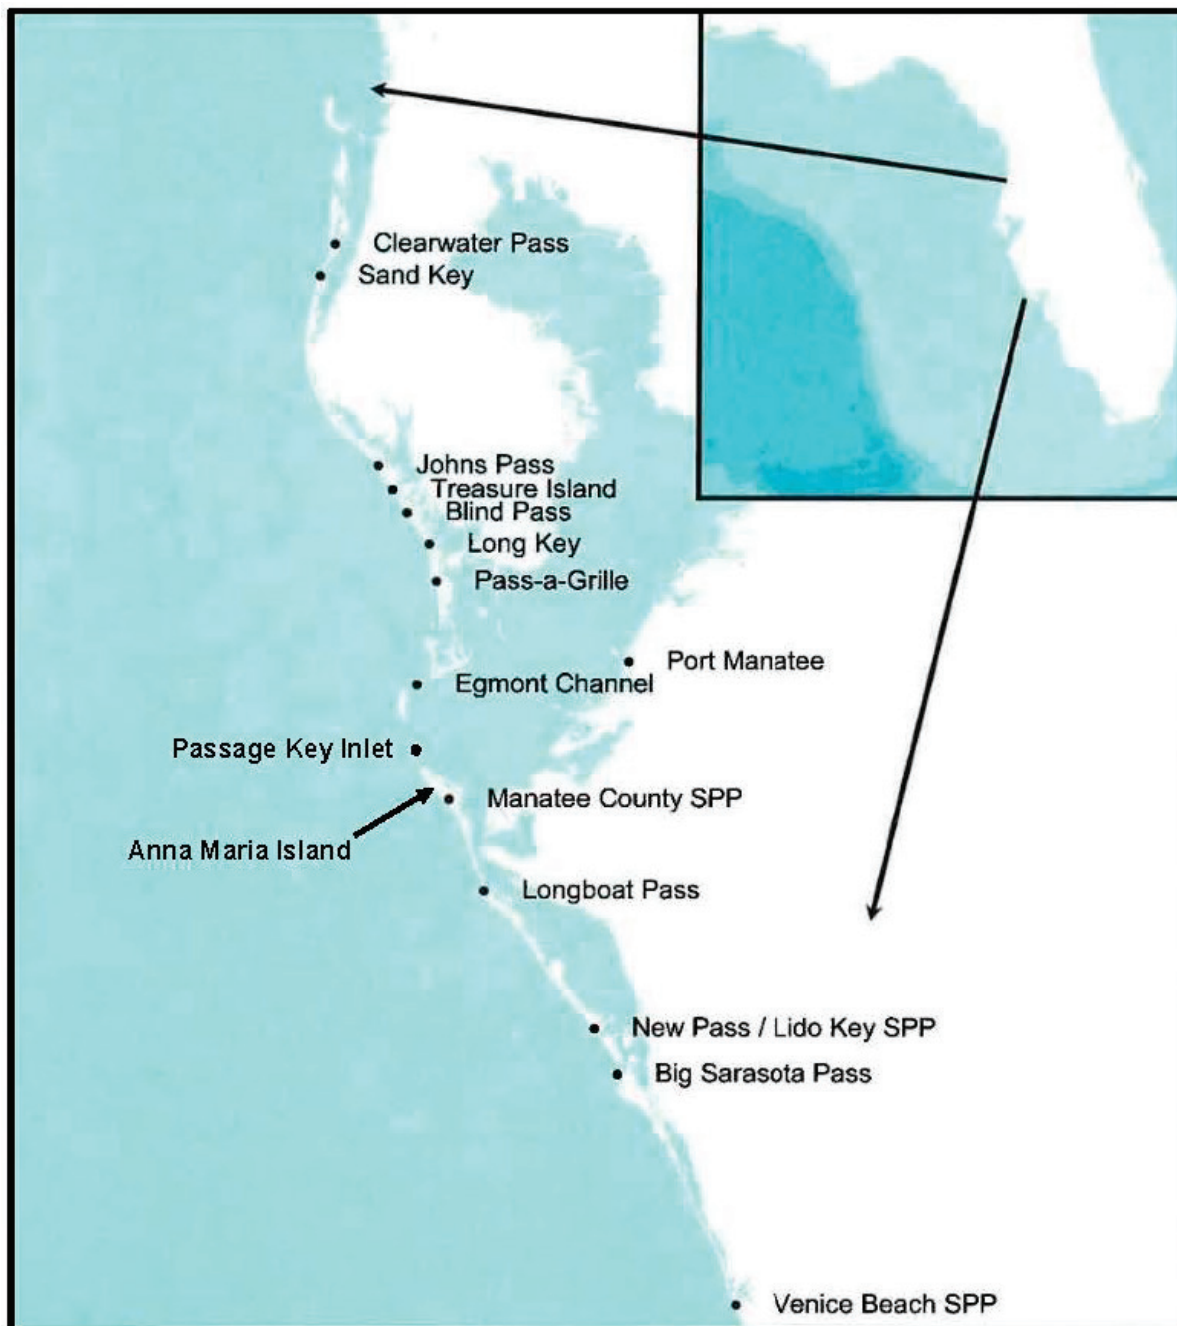 Clearwater Pass
Sand Key
Johns Pass
Treasure Island
Blind Pass
Long Key
Pass-a-Grille
Port Manatee
Egmont Channel
Passage Key Inlet
Manatee County SPP
Anna Maria Island
Longboat Pass
New Pass / Lido Key SPP
Big Sarasota Pass
Venice Beach SPP